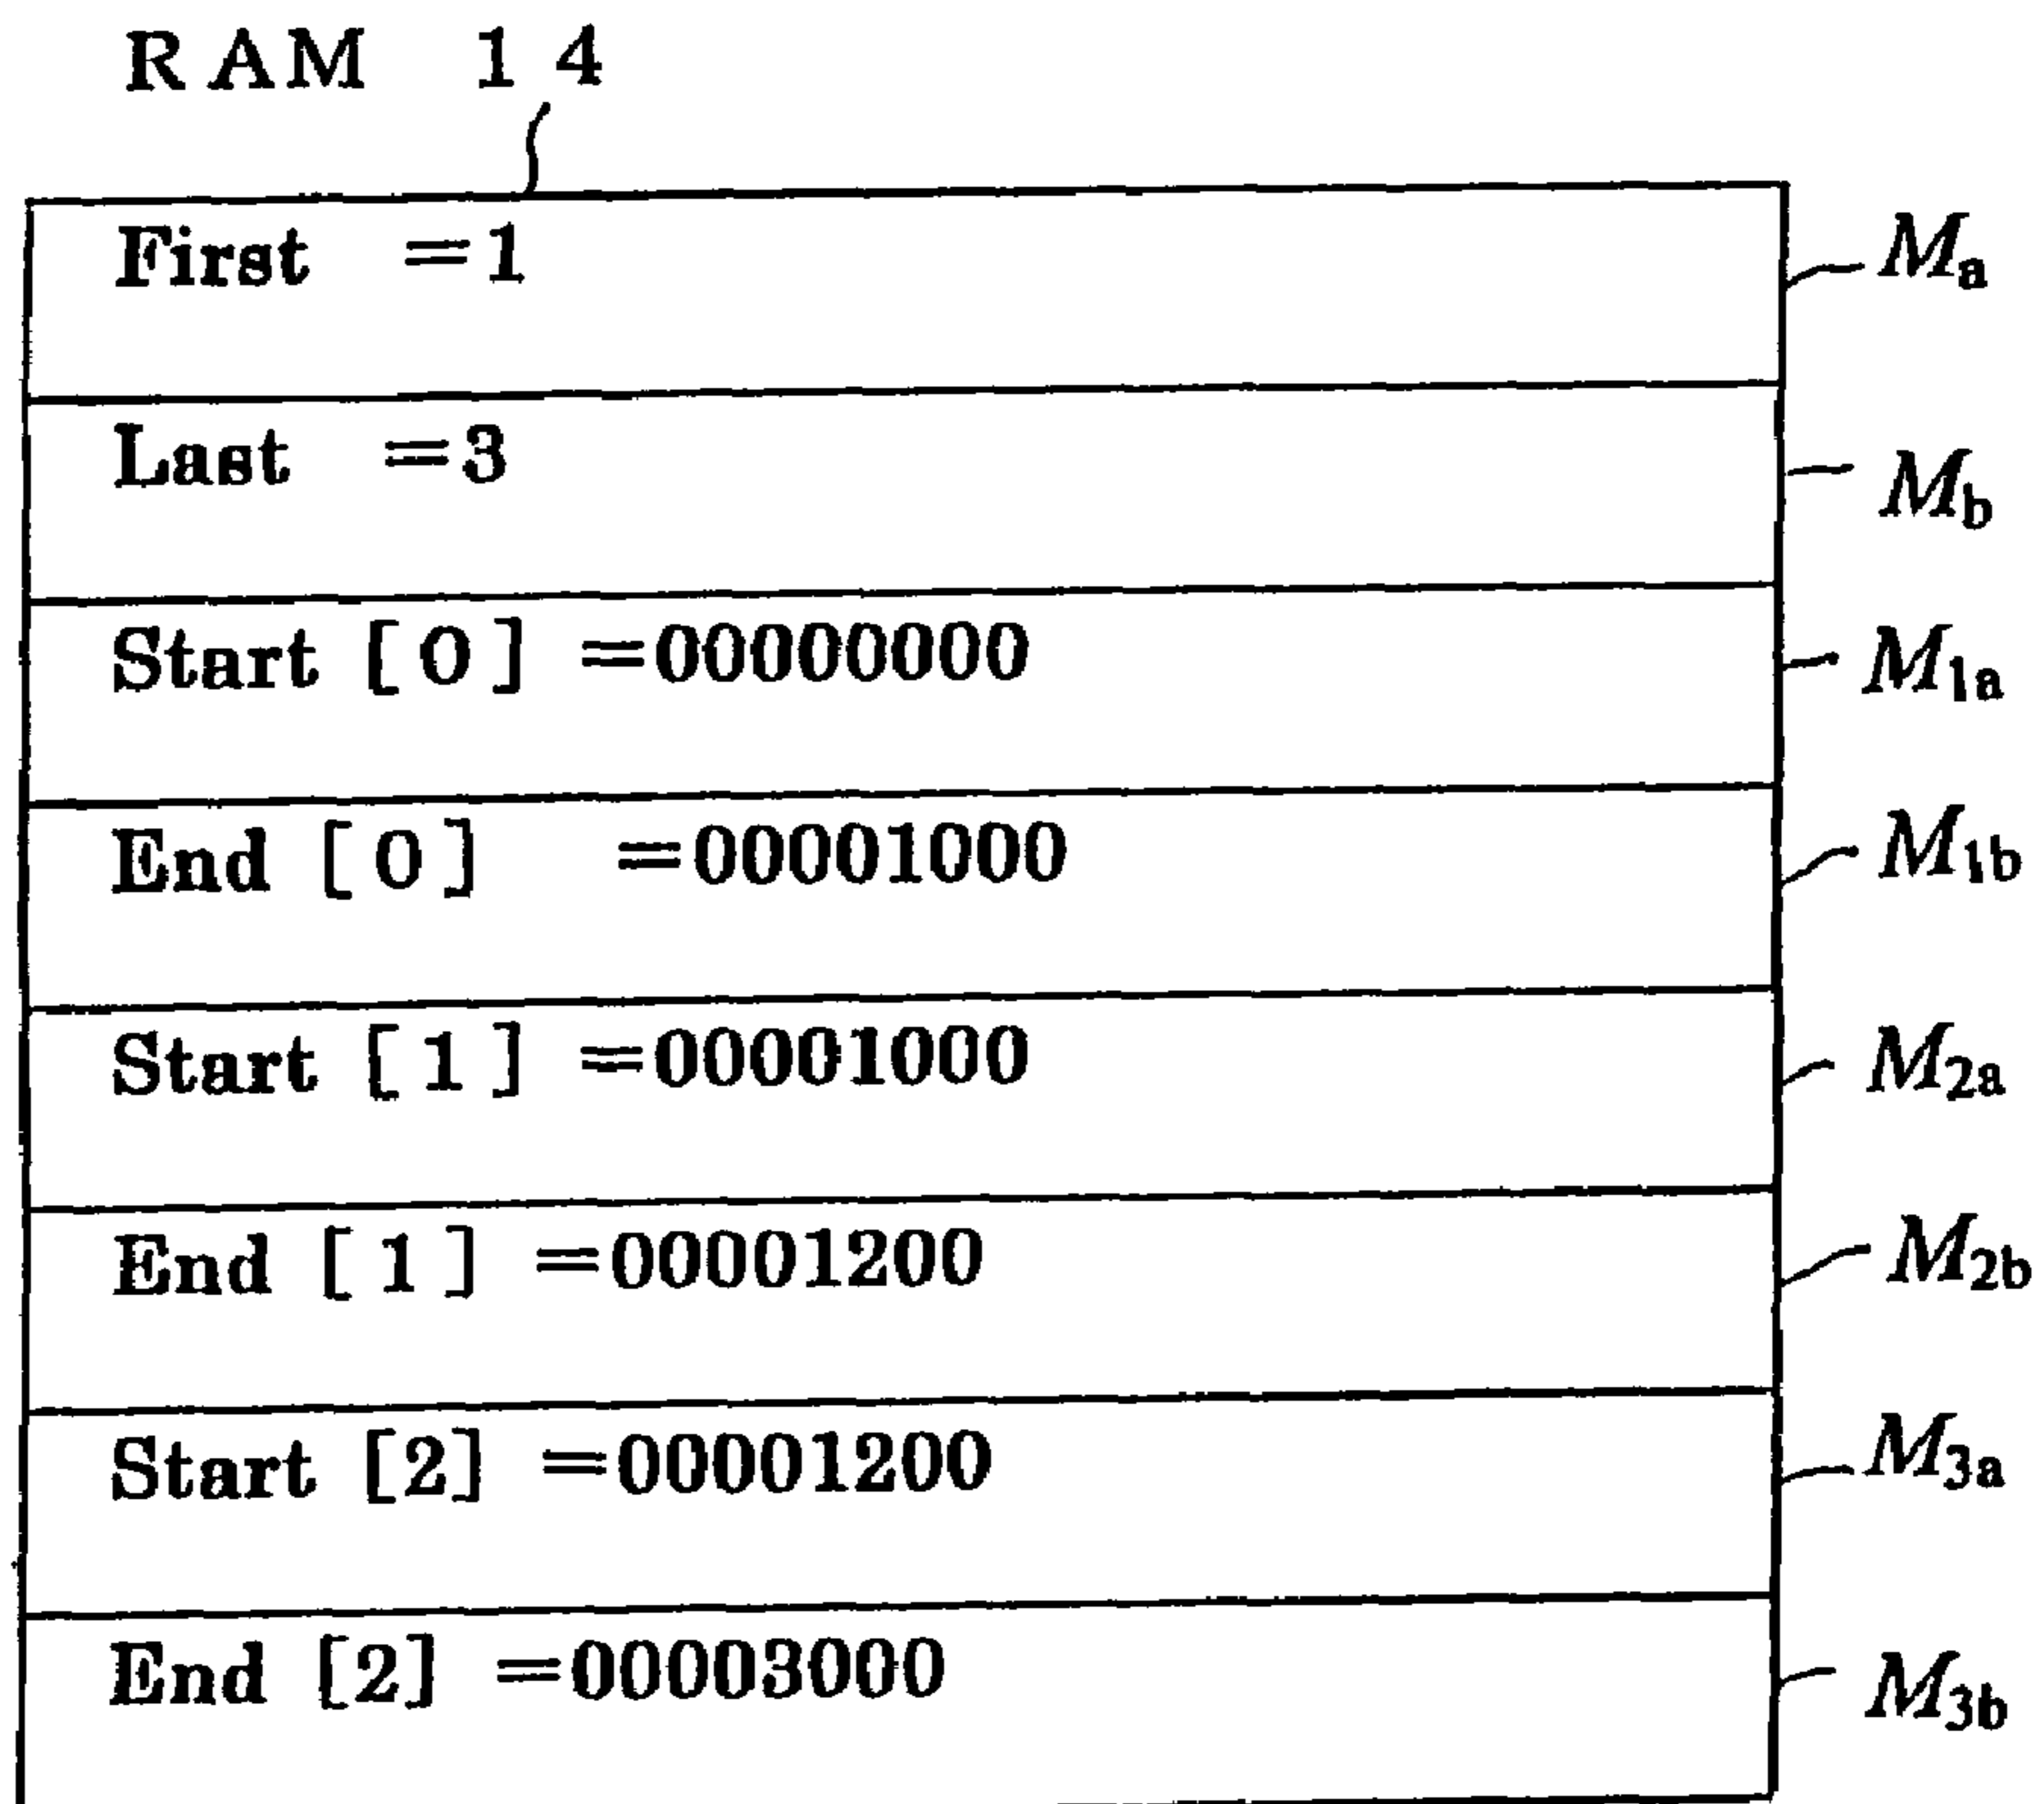 RAM 14
First =1 Ma
Last =3 Mb
Start [0] =00000000 M1a
End [0] =00001000 M1b
Start [1] =00001000 M2a
End [1] =00001200 M2b
Start [2] =00001200 M3a
End [2] =00003000 M3b